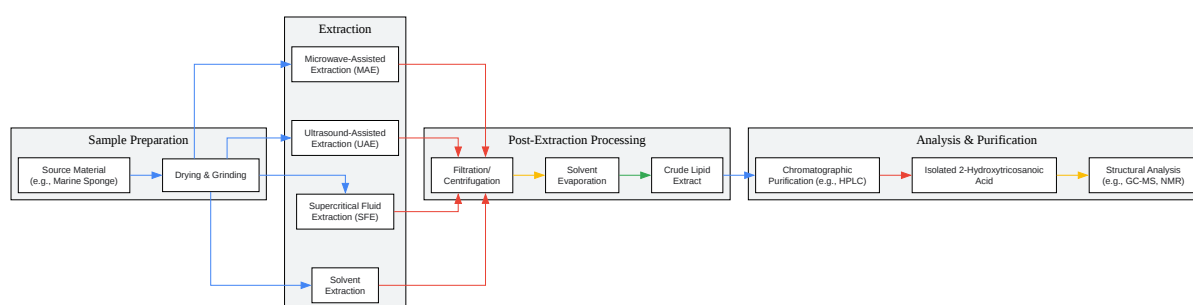 Extraction
Microwave-Assisted
Extraction (MAE)
Ultrasound-Assisted
Extraction (UAE)
Supercritical Fluid
Extraction (SFE)
Solvent
Extraction
Sample Preparation
Source Material
(e.g., Marine Sponge)
Drying & Grinding
Post-Extraction Processing
Filtration/
Centrifugation
Solvent
Evaporation
Crude Lipid
Extract
Analysis & Purification
Chromatographic
Purification (e.g., HPLC)
Isolated 2-Hydroxytricosanoic
Acid
Structural Analysis
(e.g., GC-MS, NMR)